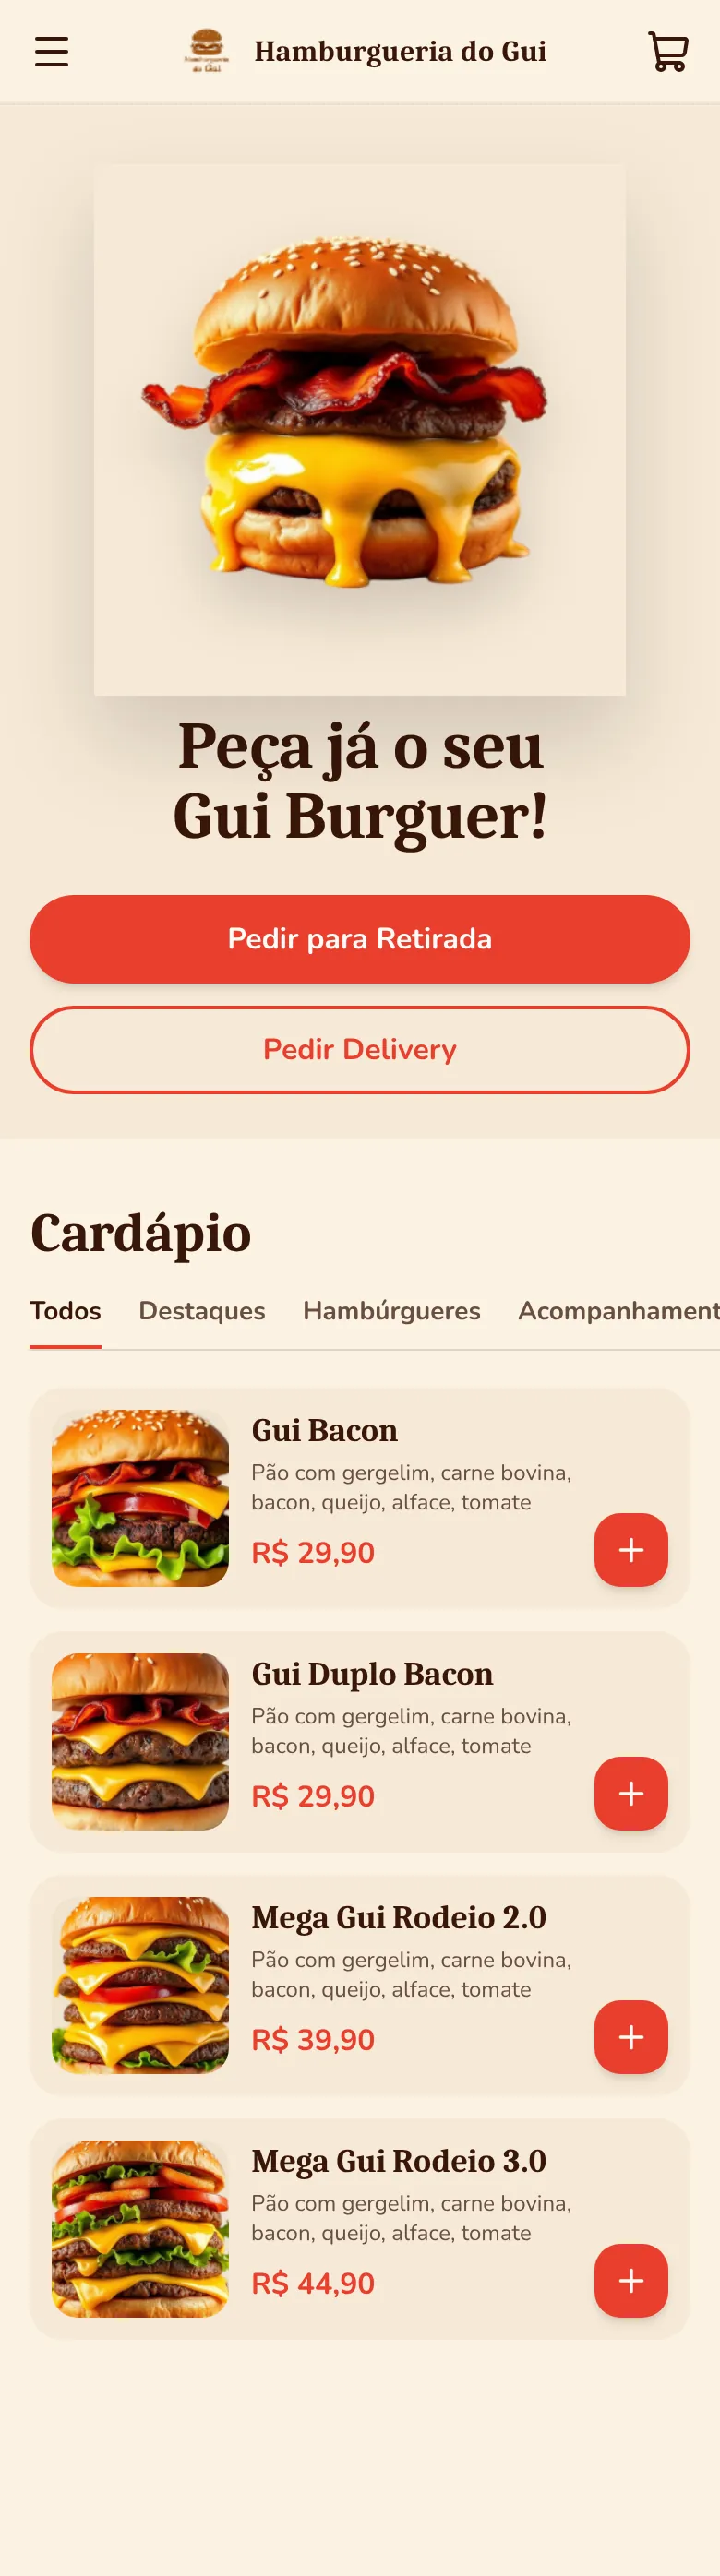 Hamburgueria
do Gui
Hamburgueria do Gui
Peça já o seu
Gui Burguer!
Pedir para Retirada
Pedir Delivery
Cardápio
Todos Destaques Hambúrgueres Acompanhament
Gui Bacon
Pão com gergelim, carne bovina,
bacon, queijo, alface, tomate
R$ 29,90
Gui Duplo Bacon
Pão com gergelim, carne bovina,
bacon, queijo, alface, tomate
R$ 29,90
Mega Gui Rodeio 2.0
Pão com gergelim, carne bovina,
bacon, queijo, alface, tomate
R$ 39,90
Mega Gui Rodeio 3.0
Pão com gergelim, carne bovina,
bacon, queijo, alface, tomate
R$ 44,90